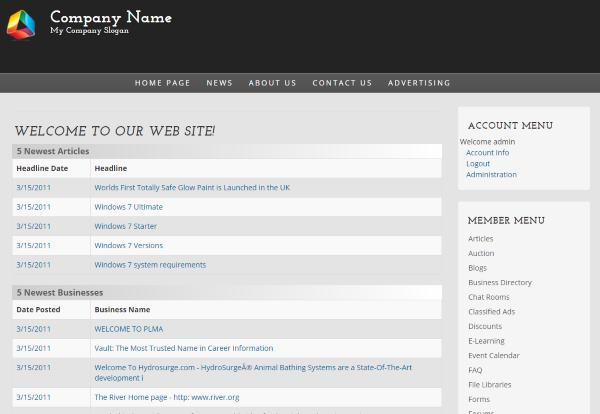 Company Name
My Company Slogan
HOME PAGE NEWS ABOUT US CONTACT US ADVERTISING
WELCOME TO OUR WEB SITE!
5 Newest Articles
Headline Date Headline
3/15/2011 Worlds First Totally Safe Glow Paint is Launched in the UK
3/15/2011 Windows 7 Ultimate
3/15/2011 Windows 7 Starter
3/15/2011 Windows 7 Versions
3/15/2011 Windows 7 system requirements
5 Newest Businesses
Date Posted Business Name
3/15/2011 WELCOME TO PLMA
3/15/2011 Vault: The Most Trusted Name in Career Information
3/15/2011 Welcome To Hydrosurge.com - HydroSurgeÂ® Animal Bathing Systems are a State-Of-The-Art
development i
3/15/2011 The River Home page - http: www.river.org
ACCOUNT MENU
Welcome admin
Account Info
Logout
Administration
MEMBER MENU
Articles
Auction
Blogs
Business Directory
Chat Rooms
Classified Ads
Discounts
E-Learning
Event Calendar
FAQ
File Libraries
Forms
Forums